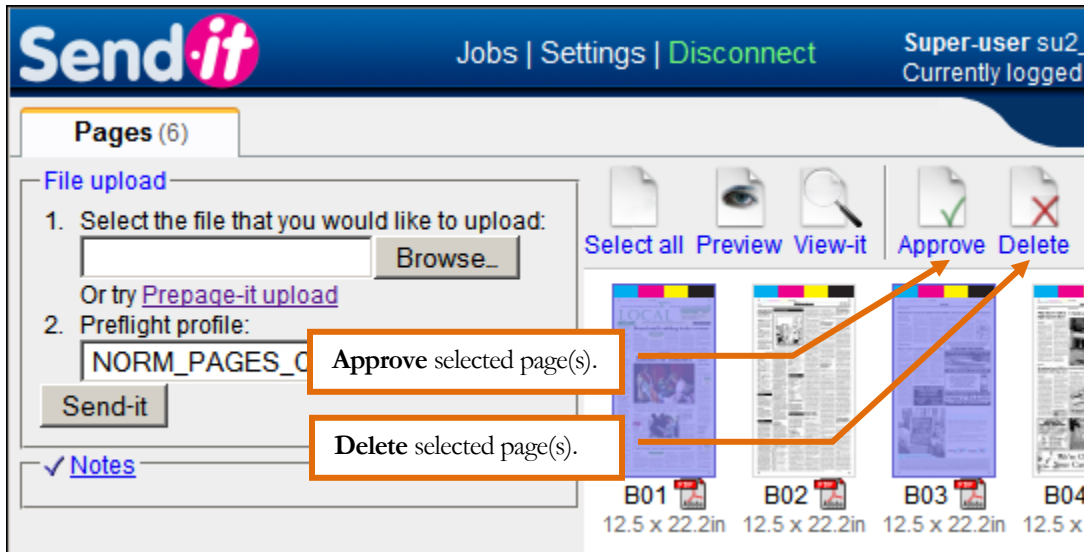 Send-it
Jobs | Settings | Disconnect
Super-user su2_
Currently logged
Pages (6)
File upload
1. Select the file that you would like to upload:
Browse...
Or try Prepage-it upload
2. Preflight profile:
NORM_PAGES_C
Send-it
Notes
Select all Preview View-it Approve Delete
LOCAL
Approve selected page(s).
Delete selected page(s).
B01 B02 B03 B04
12.5 x 22.2in 12.5 x 22.2in 12.5 x 22.2in 12.5 x